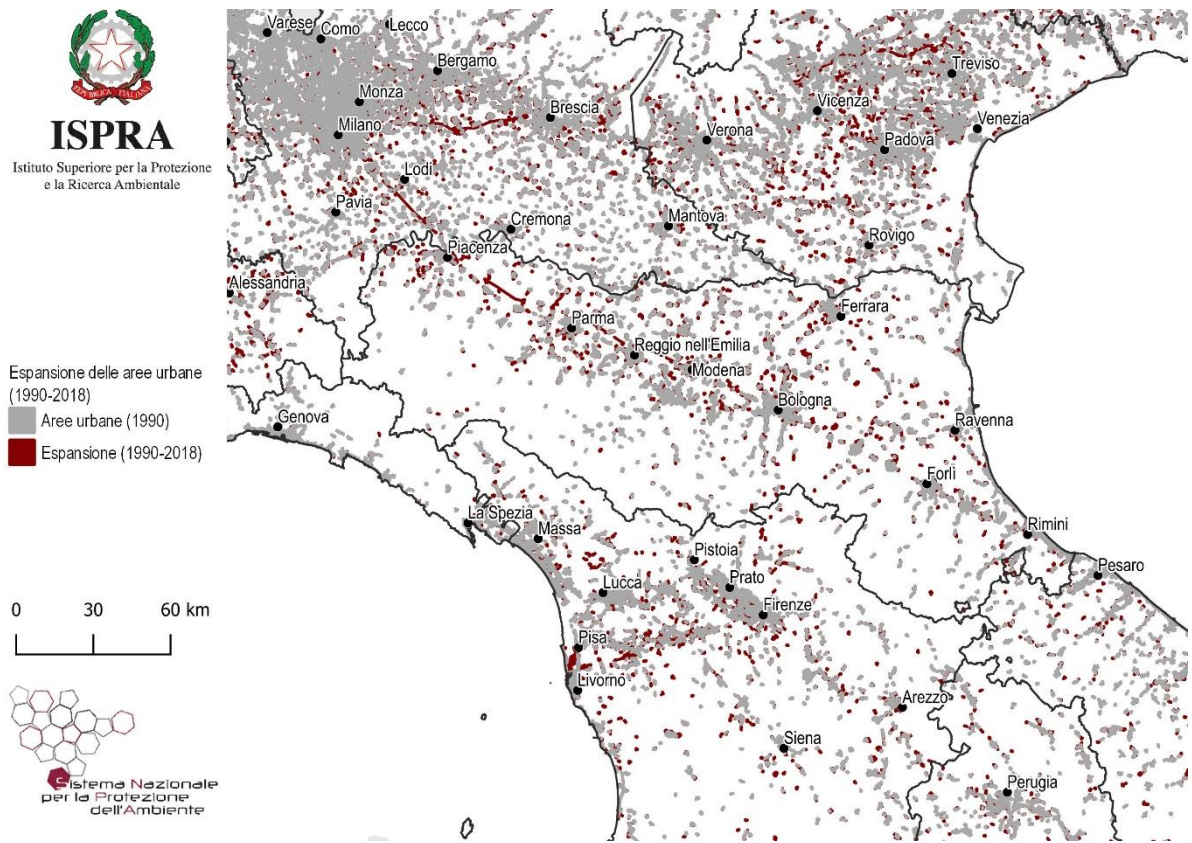 REPVBBLICA ITALIANA
ISPRA
Istituto Superiore per la Protezione
e la Ricerca Ambientale
Espansione delle aree urbane
(1990-2018)
Aree urbane (1990)
Espansione (1990-2018)
0 30 60 km
Sistema Nazionale
per la Protezione
dell'Ambiente
Varese
Como
Lecco
Bergamo
Monza
Milano
Brescia
Verona
Vicenza
Treviso
Padova
Venezia
Lodi
Pavia
Cremona
Mantova
Rovigo
Piacenza
Alessandria
Parma
Ferrara
Reggio nell'Emilia
Modena
Bologna
Genova
Ravenna
Forlì
La Spezia
Massa
Rimini
Pistoia
Prato
Pesaro
Lucca
Firenze
Pisa
Livorno
Arezzo
Siena
Perugia